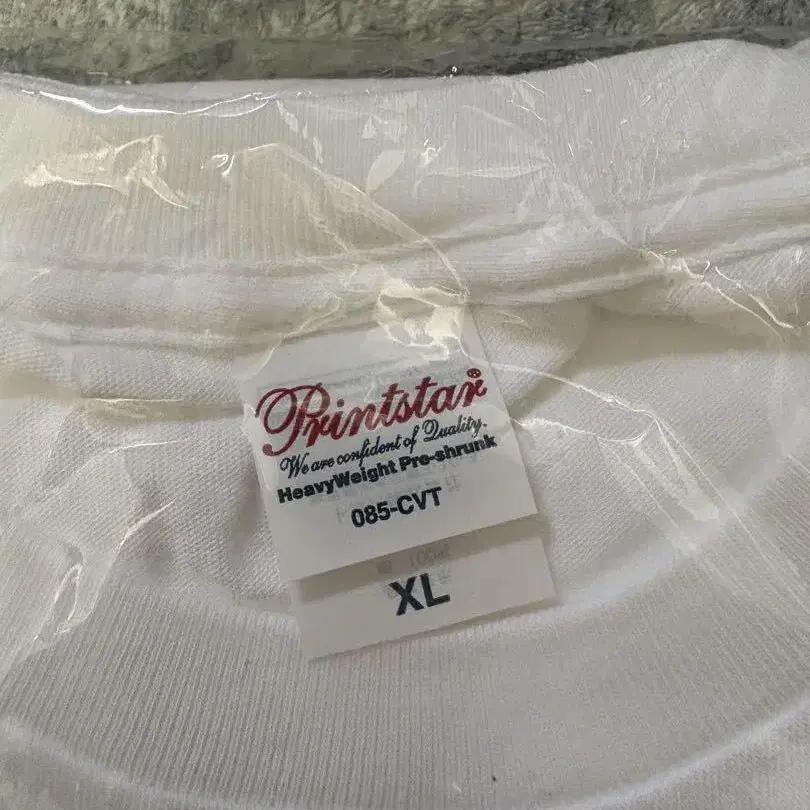 Printstar®
We are confident of Quality.
HeavyWeight Pre-shrunk
085-CVT
XL